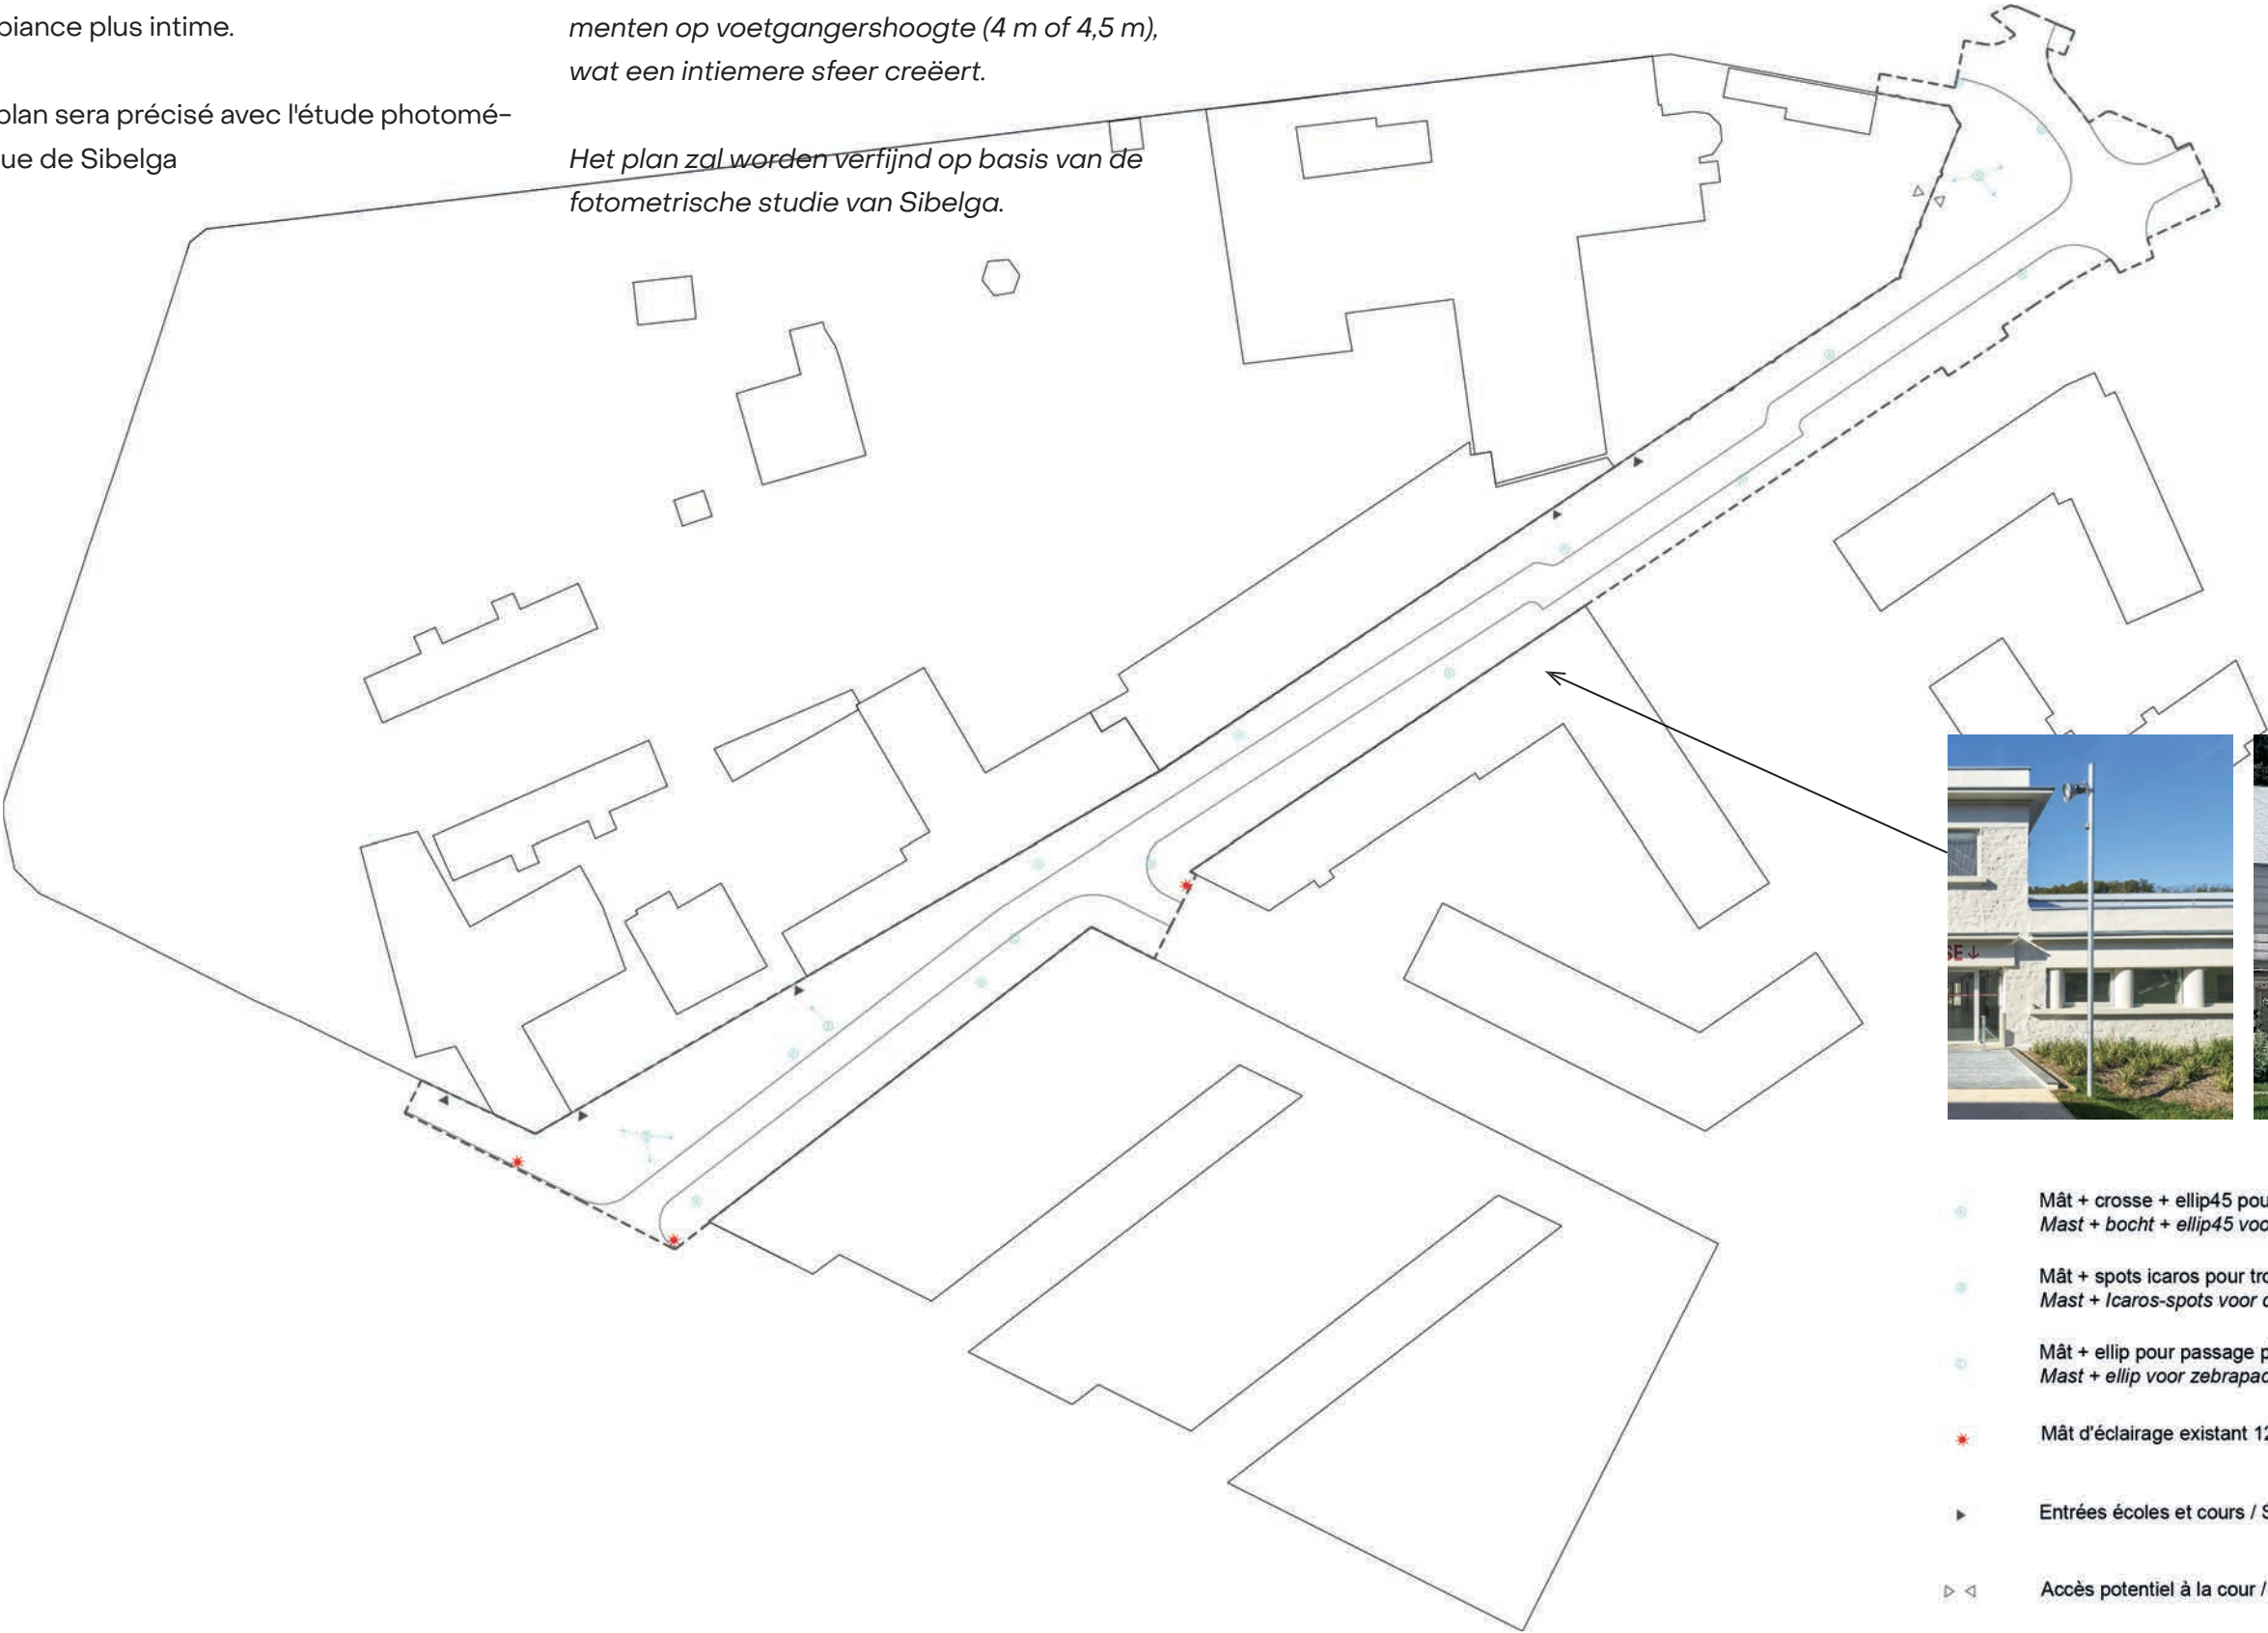 biance plus intime.
plan sera précisé avec l'étude photomé-
ue de Sibelga
menten op voetgangershoogte (4 m of 4,5 m),
wat een intiemere sfeer creëert.
Het plan zal worden verfijnd op basis van de
fotometrische studie van Sibelga.
SE↓
Mât + crosse + ellip45 pou
Mast + bocht + ellip45 voo
Mât + spots icaros pour tro
Mast + Icaros-spots voor d
Mât + ellip pour passage p
Mast + ellip voor zebrapad
Mât d'éclairage existant 12
Entrées écoles et cours / S
Accès potentiel à la cour /